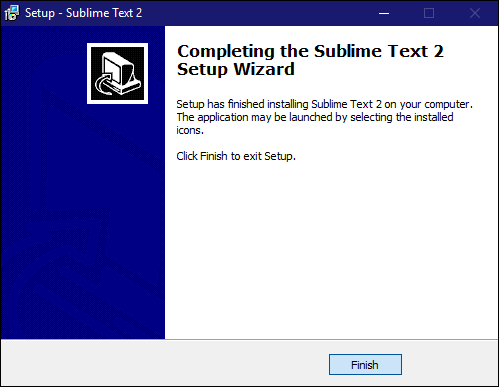 Setup - Sublime Text 2
Completing the Sublime Text 2
Setup Wizard
Setup has finished installing Sublime Text 2 on your computer.
The application may be launched by selecting the installed
icons.
Click Finish to exit Setup.
Finish